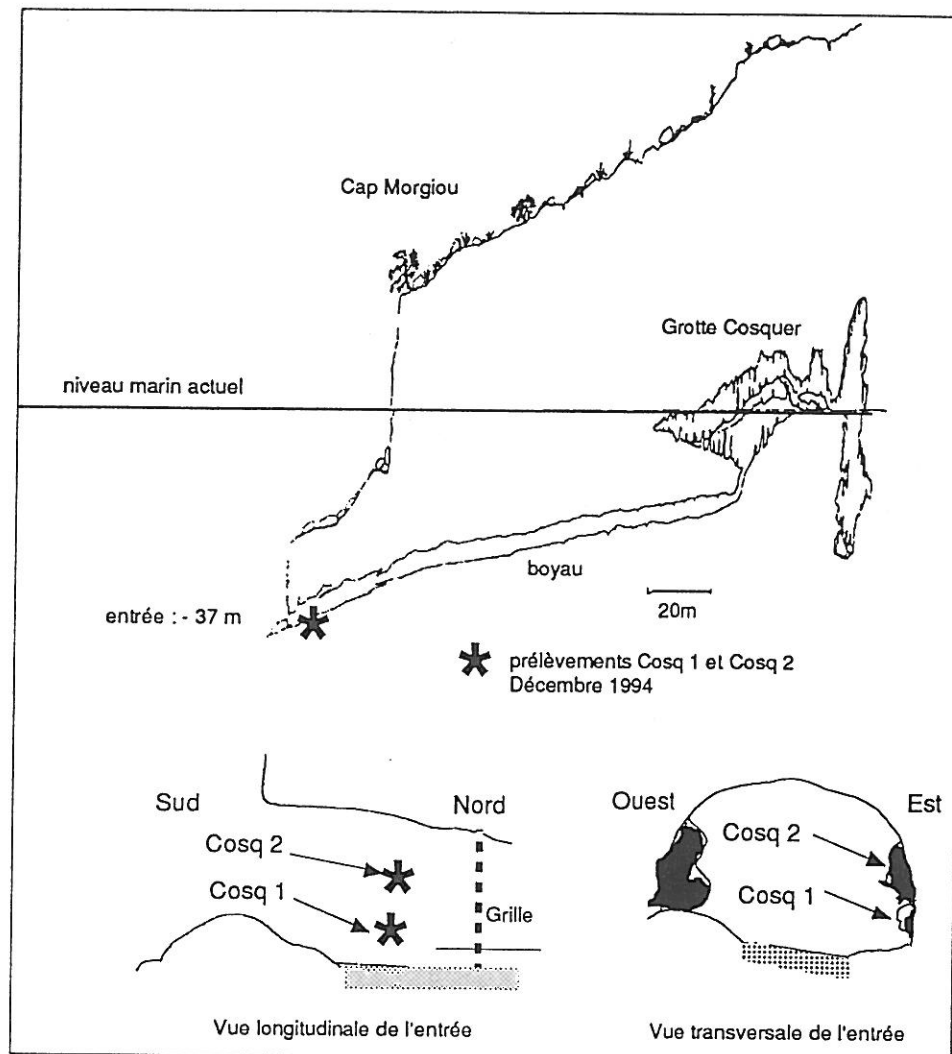 Cap Morgiou
Grotte Cosquer
niveau marin actuel
boyau
20m
entrée : - 37 m
prélèvements Cosq 1 et Cosq 2
Décembre 1994
Sud
Nord
Cosq 2
Cosq 1
Grille
Vue longitudinale de l'entrée
Ouest
Est
Cosq 2
Cosq 1
Vue transversale de l'entrée